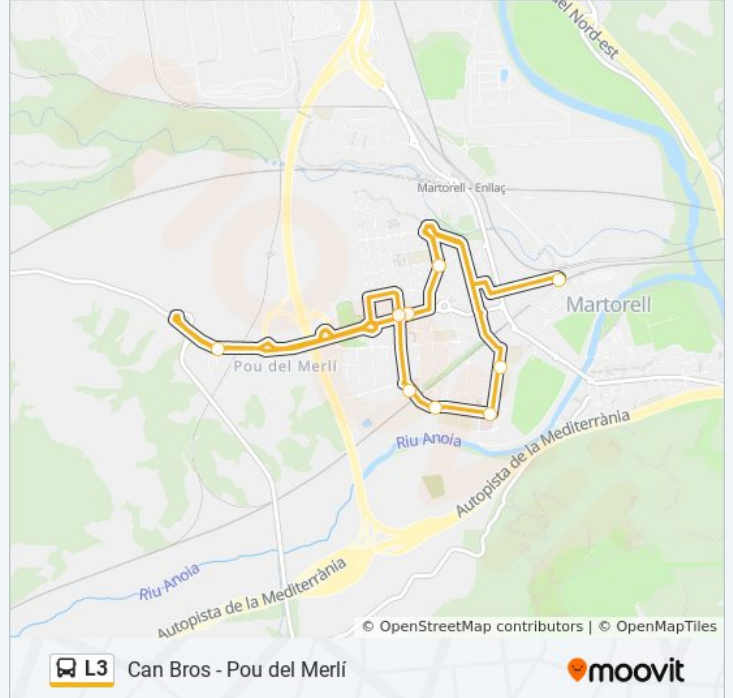 del Nord-est
Martorell - Enllaç
Martorell
Pou del Merlí
Riu Anoia
Autopista de la Mediterrània
Riu Anoia
Autopista de la Mediterrània
© OpenStreetMap contributors | © OpenMapTiles
L3 Can Bros - Pou del Merlí
moovit